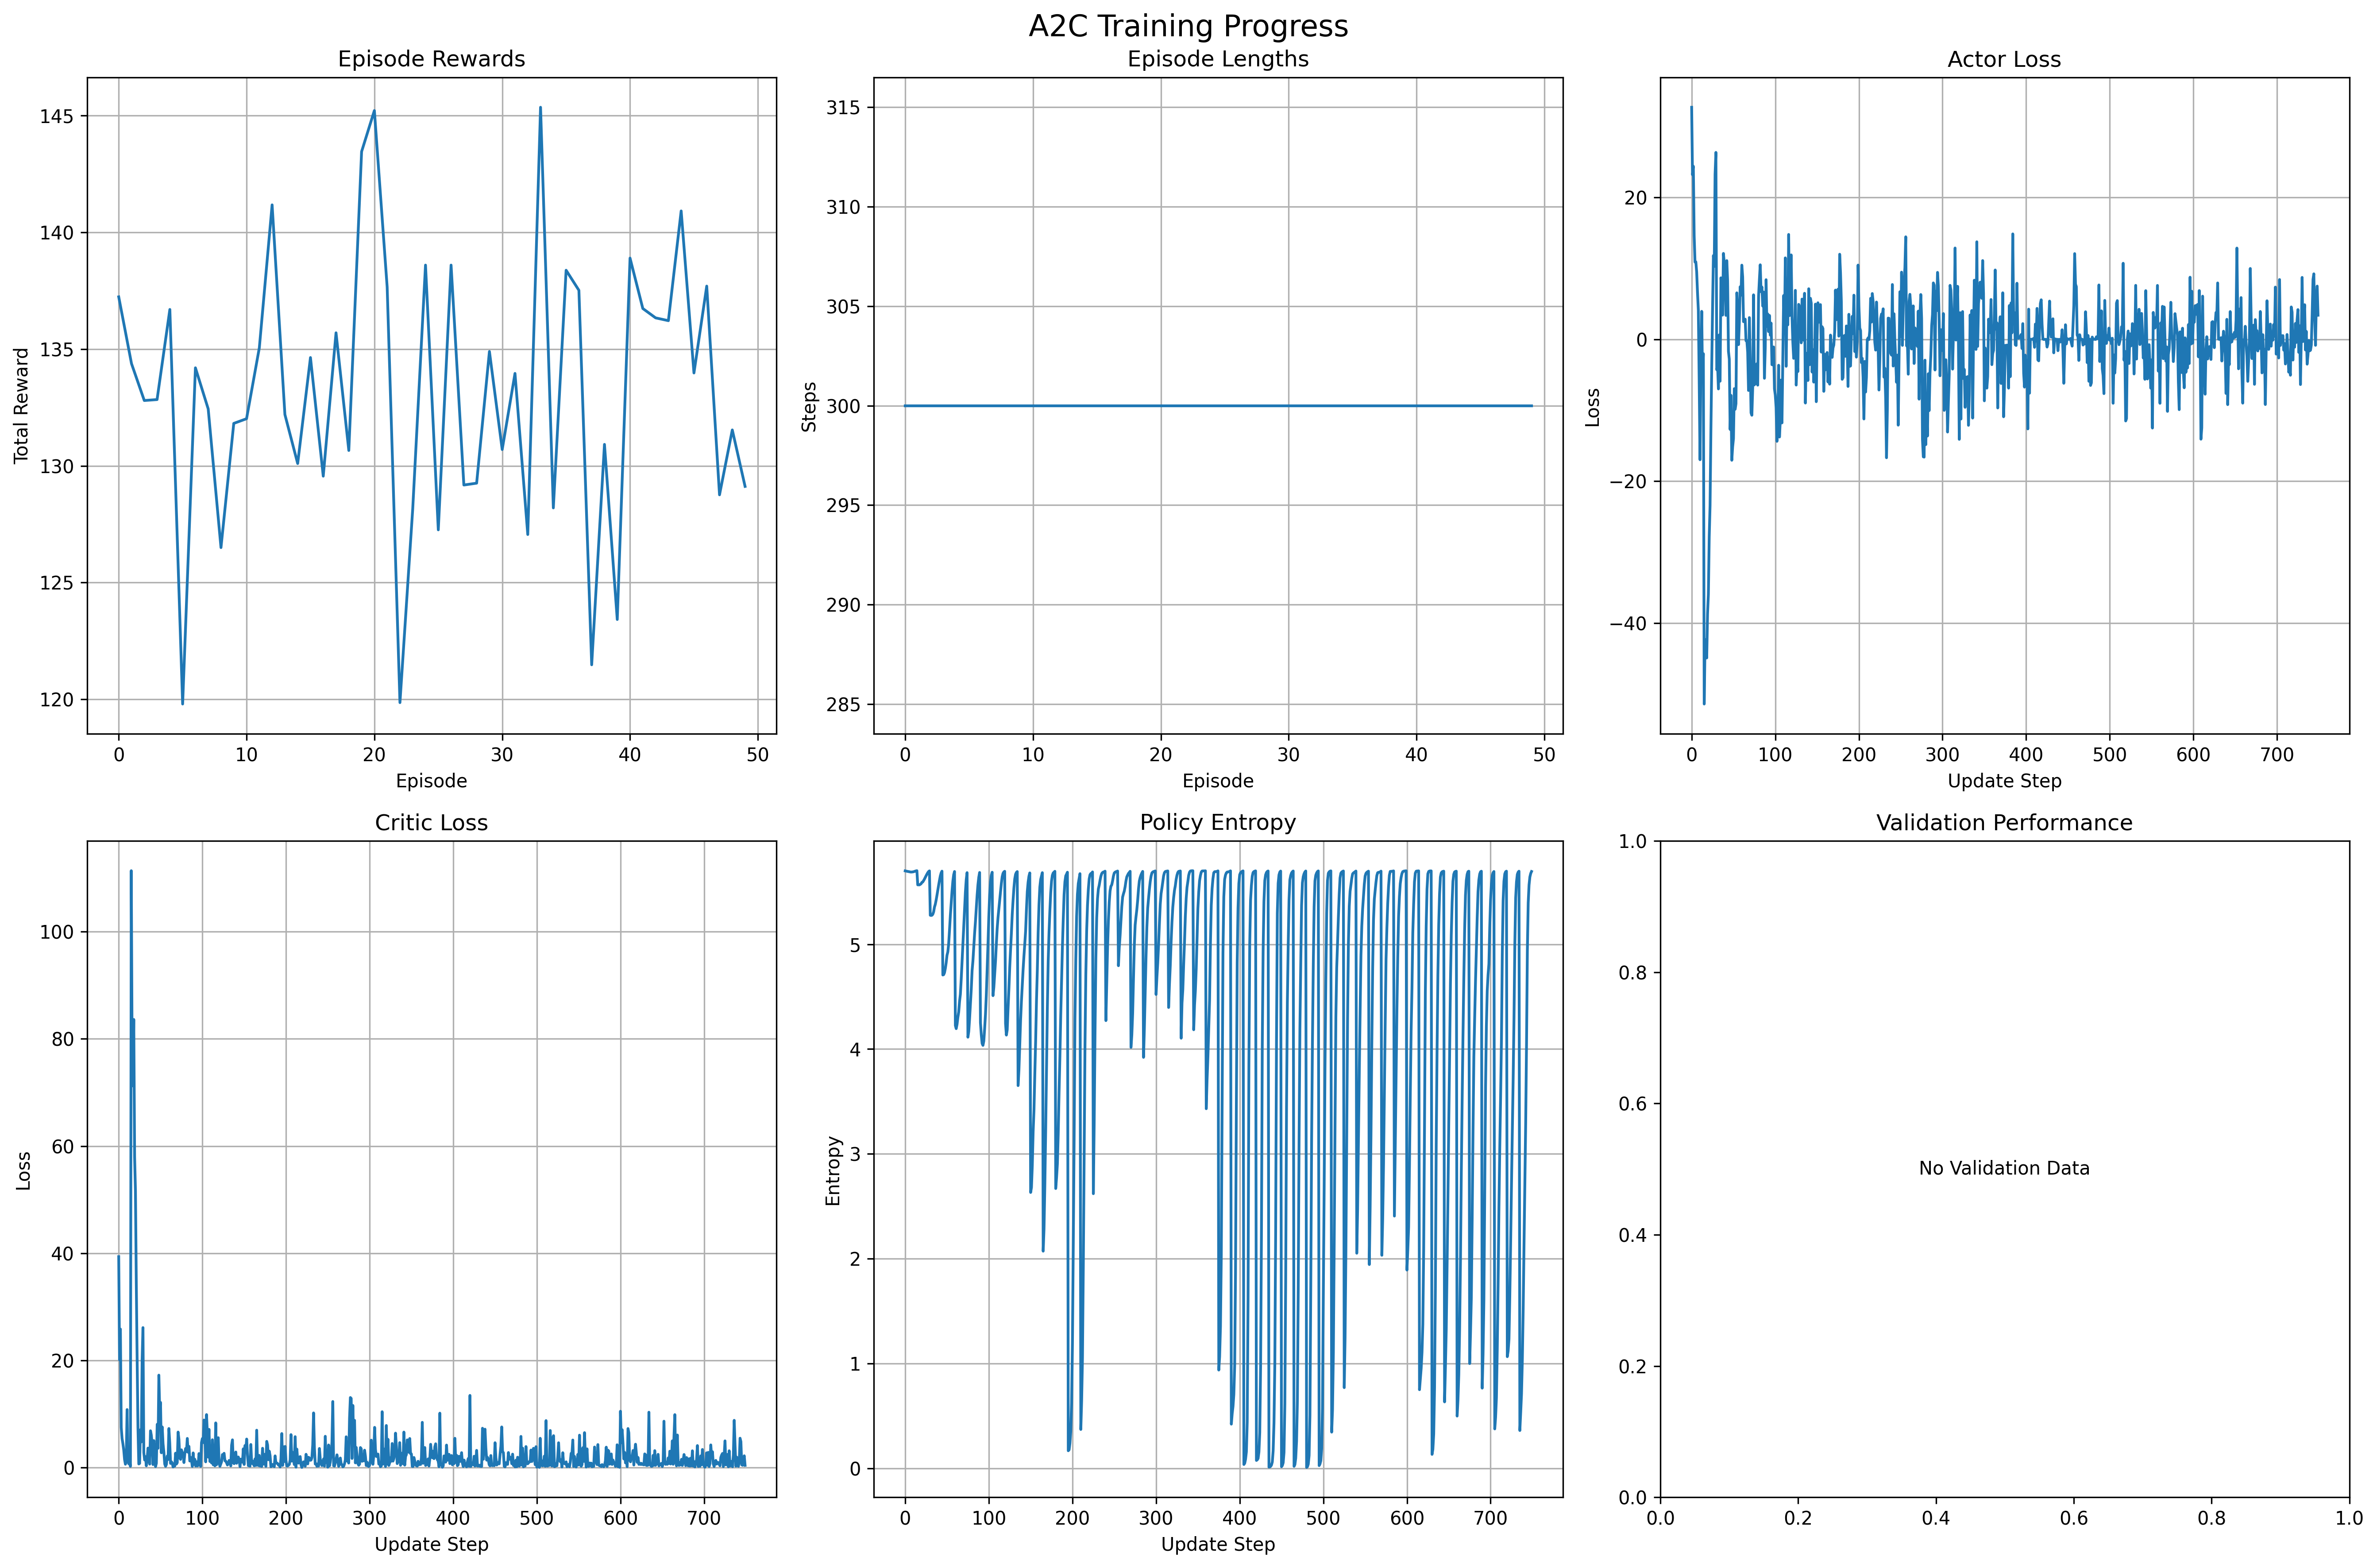 A2C Training Progress
Episode Rewards
145
140
135
130
125
120
Total Reward
0 10 20 30 40 50
Episode
Episode Lengths
315
310
305
300
295
290
285
Steps
0 10 20 30 40 50
Episode
Actor Loss
20
0
−20
−40
Loss
0 100 200 300 400 500 600 700
Update Step
Critic Loss
100
80
60
40
20
0
Loss
0 100 200 300 400 500 600 700
Update Step
Policy Entropy
5
4
3
2
1
0
Entropy
0 100 200 300 400 500 600 700
Update Step
Validation Performance
1.0
0.8
0.6
No Validation Data
0.4
0.2
0.0
0.0 0.2 0.4 0.6 0.8 1.0